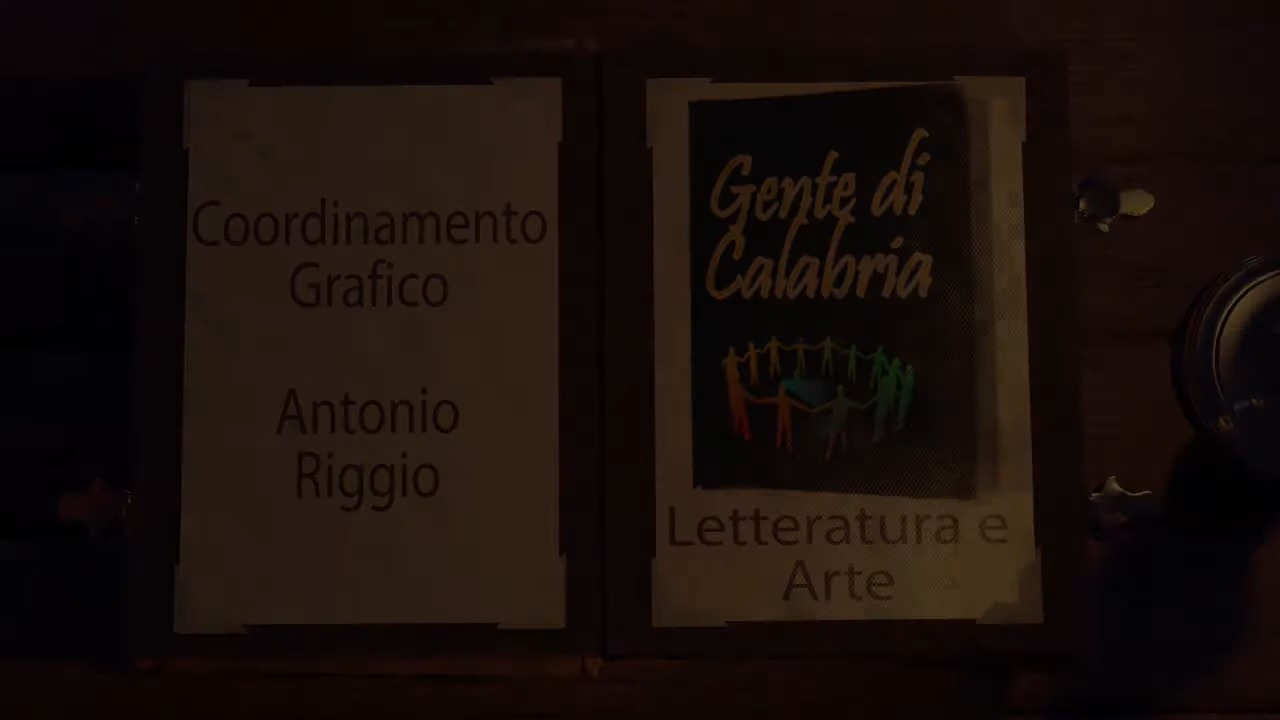 Coordinamento
Grafico
Antonio
Riggio
Gente di
Calabria
Letteratura e
Arte